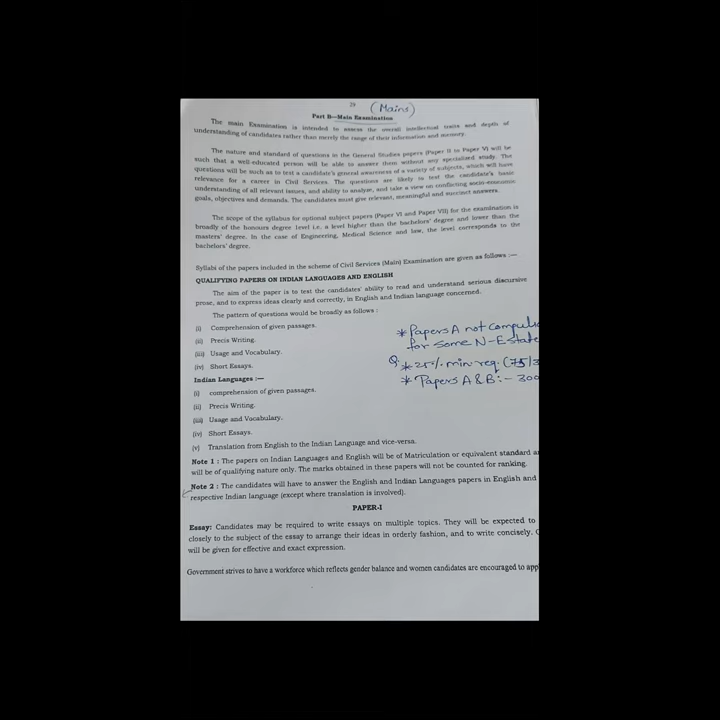 29 (Mains)
Part B—Main Examination
The main Examination is intended to assess the overall intellectual traits and depth of
understanding of candidates rather than merely the range of their information and memory.
The nature and standard of questions in the General Studies papers (Paper II to Paper V) will be
such that a well-educated person will be able to answer them without any specialized study. The
questions will be such as to test a candidate's general awareness of a variety of subjects, which will have
relevance for a career in Civil Services. The questions are likely to test the candidate's basic
understanding of all relevant issues, and ability to analyze, and take a view on conflicting socio-economic
goals, objectives and demands. The candidates must give relevant, meaningful and succinct answers.
The scope of the syllabus for optional subject papers (Paper VI and Paper VII) for the examination is
broadly of the honours degree level i.e. a level higher than the bachelors' degree and lower than the
masters' degree. In the case of Engineering, Medical Science and law, the level corresponds to the
bachelors' degree.
Syllabi of the papers included in the scheme of Civil Services (Main) Examination are given as follows :—
QUALIFYING PAPERS ON INDIAN LANGUAGES AND ENGLISH
The aim of the paper is to test the candidates' ability to read and understand serious discursive
prose, and to express ideas clearly and correctly, in English and Indian language concerned.
The pattern of questions would be broadly as follows :
(i) Comprehension of given passages.
(ii) Precis Writing.
(iii) Usage and Vocabulary.
(iv) Short Essays.
Indian Languages :—
(i) comprehension of given passages.
(ii) Precis Writing.
(iii) Usage and Vocabulary.
(iv) Short Essays.
(v) Translation from English to the Indian Language and vice-versa.
* Papers A not compuls
for some N-E state
Q: * 25% min req. (75/3
* Papers A & B :- 300
Note 1 : The papers on Indian Languages and English will be of Matriculation or equivalent standard a
will be of qualifying nature only. The marks obtained in these papers will not be counted for ranking.
Note 2 : The candidates will have to answer the English and Indian Languages papers in English and
respective Indian language (except where translation is involved).
PAPER-I
Essay: Candidates may be required to write essays on multiple topics. They will be expected to
closely to the subject of the essay to arrange their ideas in orderly fashion, and to write concisely. C
will be given for effective and exact expression.
Government strives to have a workforce which reflects gender balance and women candidates are encouraged to appl